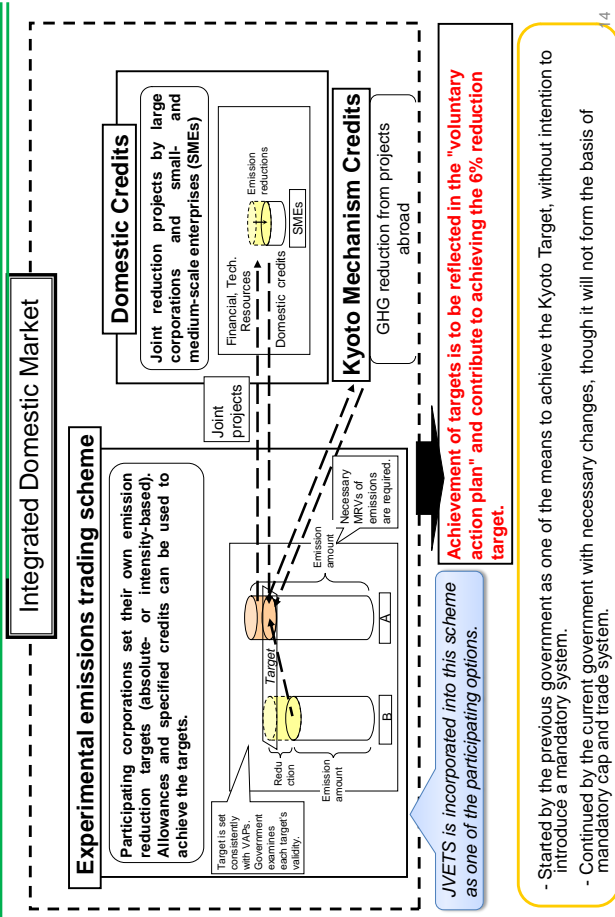 Integrated Domestic Market
Experimental emissions trading scheme
Participating corporations set their own emission
reduction targets (absolute- or intensity-based).
Allowances and specified credits can be used to
achieve the targets.
Target is set
consistently
with VAPs.
Government
examines
each target's
validity.
Redu
ction
Emission
amount
Target
B
A
Emission
amount
Necessary
MRVs of
emissions
are required.
Joint
projects
Domestic Credits
Joint reduction projects by large
corporations and small- and
medium-scale enterprises (SMEs)
Financial, Tech.
Resources
Domestic credits
Emission
reductions
SMEs
Kyoto Mechanism Credits
GHG reduction from projects
abroad
JVETS is incorporated into this scheme
as one of the participating options.
Achievement of targets is to be reflected in the "voluntary
action plan" and contribute to achieving the 6% reduction
target.
- Started by the previous government as one of the means to achieve the Kyoto Target, without intention to
introduce a mandatory system.
- Continued by the current government with necessary changes, though it will not form the basis of
mandatory cap and trade system.
14